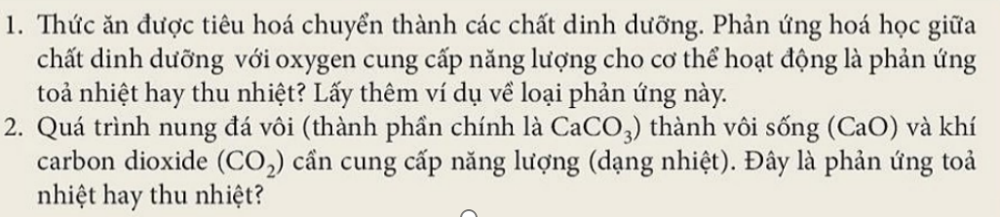 1. Thức ăn được tiêu hoá chuyển thành các chất dinh dưỡng. Phản ứng hoá học giữa
chất dinh dưỡng với oxygen cung cấp năng lượng cho cơ thể hoạt động là phản ứng
toả nhiệt hay thu nhiệt? Lấy thêm ví dụ về loại phản ứng này.
2. Quá trình nung đá vôi (thành phần chính là CaCO₃) thành vôi sống (CaO) và khí
carbon dioxide (CO₂) cần cung cấp năng lượng (dạng nhiệt). Đây là phản ứng toả
nhiệt hay thu nhiệt?